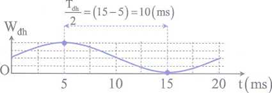 T_dh/2 = (15 – 5) = 10 (ms)
W_dh
O
5 10 15 20 t (ms)